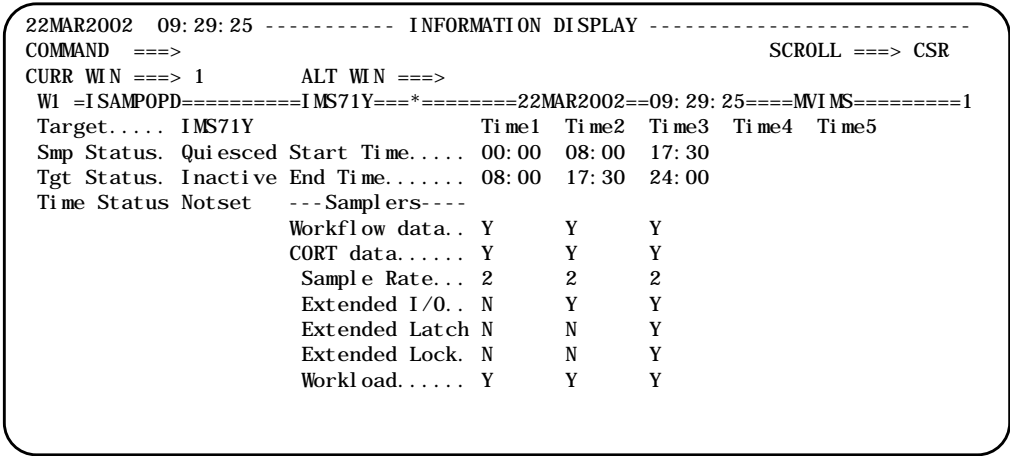 22MAR2002  09:29:25 ----------- INFORMATION DISPLAY ---------------------------
COMMAND  ===>                                                 SCROLL ===> CSR
CURR WIN ===> 1        ALT WIN ===>
 W1 =ISAMPOPD==========IMS71Y===*========22MAR2002==09:29:25====MVIMS=========1
 Target..... IMS71Y                   Time1  Time2  Time3  Time4  Time5
 Smp Status. Quiesced Start Time..... 00:00  08:00  17:30
 Tgt Status. Inactive End Time....... 08:00  17:30  24:00
 Time Status Notset   ---Samplers----
                      Workflow data.. Y      Y      Y
                      CORT data...... Y      Y      Y
                       Sample Rate... 2      2      2
                       Extended I/O.. N      Y      Y
                       Extended Latch N      N      Y
                       Extended Lock. N      N      Y
                       Workload...... Y      Y      Y